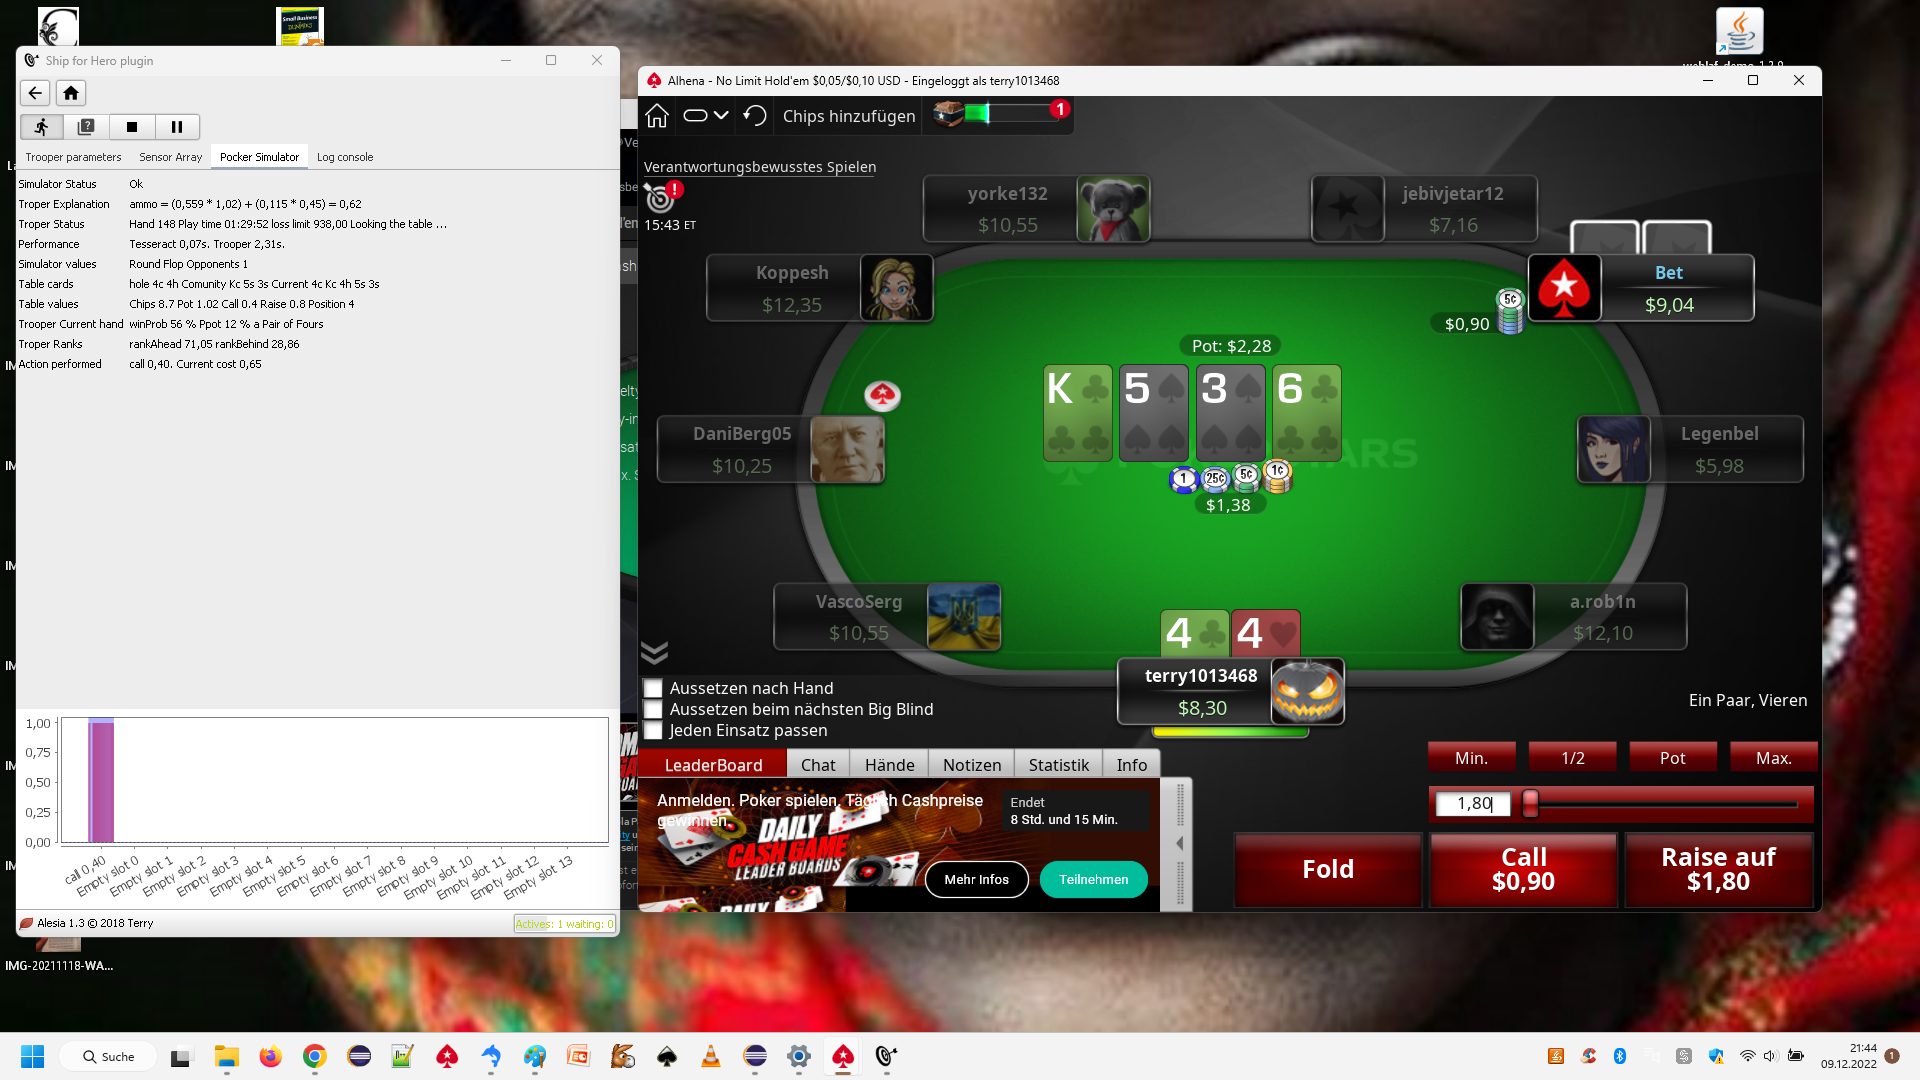 Small Business
DUMMIES
weblaf_demo_1.2.9
Ship for Hero plugin
Trooper parameters
Sensor Array
Pocker Simulator
Log console
Simulator Status Ok
Troper Explanation ammo = (0,559 * 1,02) + (0,115 * 0,45) = 0,62
Troper Status Hand 148 Play time 01:29:52 loss limit 938,00 Looking the table ...
Performance Tesseract 0,07s. Trooper 2,31s.
Simulator values Round Flop Opponents 1
Table cards hole 4c 4h Comunity Kc 5s 3s Current 4c Kc 4h 5s 3s
Table values Chips 8.7 Pot 1.02 Call 0.4 Raise 0.8 Position 4
Trooper Current hand winProb 56 % Ppot 12 % a Pair of Fours
Troper Ranks rankAhead 71,05 rankBehind 28,86
Action performed call 0,40. Current cost 0,65
1,00
0,75
0,50
0,25
0,00
call 0,40
Empty slot 0
Empty slot 1
Empty slot 2
Empty slot 3
Empty slot 4
Empty slot 5
Empty slot 6
Empty slot 7
Empty slot 8
Empty slot 9
Empty slot 10
Empty slot 11
Empty slot 12
Empty slot 13
Alesia 1.3 © 2018 Terry
Actives: 1 waiting: 0
IMG-20211118-WA...
Alhena - No Limit Hold'em $0,05/$0,10 USD - Eingeloggt als terry1013468
Chips hinzufügen
1
Verantwortungsbewusstes Spielen
!
15:43 ET
yorke132
$10,55
jebivjetar12
$7,16
Koppesh
$12,35
Bet
$9,04
5¢
$0,90
Pot: $2,28
K 5 3 6
1 25¢ 5¢ 1¢
$1,38
DaniBerg05
$10,25
Legenbel
$5,98
VascoSerg
$10,55
a.rob1n
$12,10
4 4
terry1013468
$8,30
Aussetzen nach Hand
Aussetzen beim nächsten Big Blind
Jeden Einsatz passen
Ein Paar, Vieren
LeaderBoard
Chat
Hände
Notizen
Statistik
Info
Anmelden. Poker spielen. Täglich Cashpreise
gewinnen.
Endet
8 Std. und 15 Min.
DAILY
CASH GAME
LEADER BOARDS
Mehr Infos
Teilnehmen
Min.
1/2
Pot
Max.
1,80
Fold
Call
$0,90
Raise auf
$1,80
Suche
21:44
09.12.2022
1